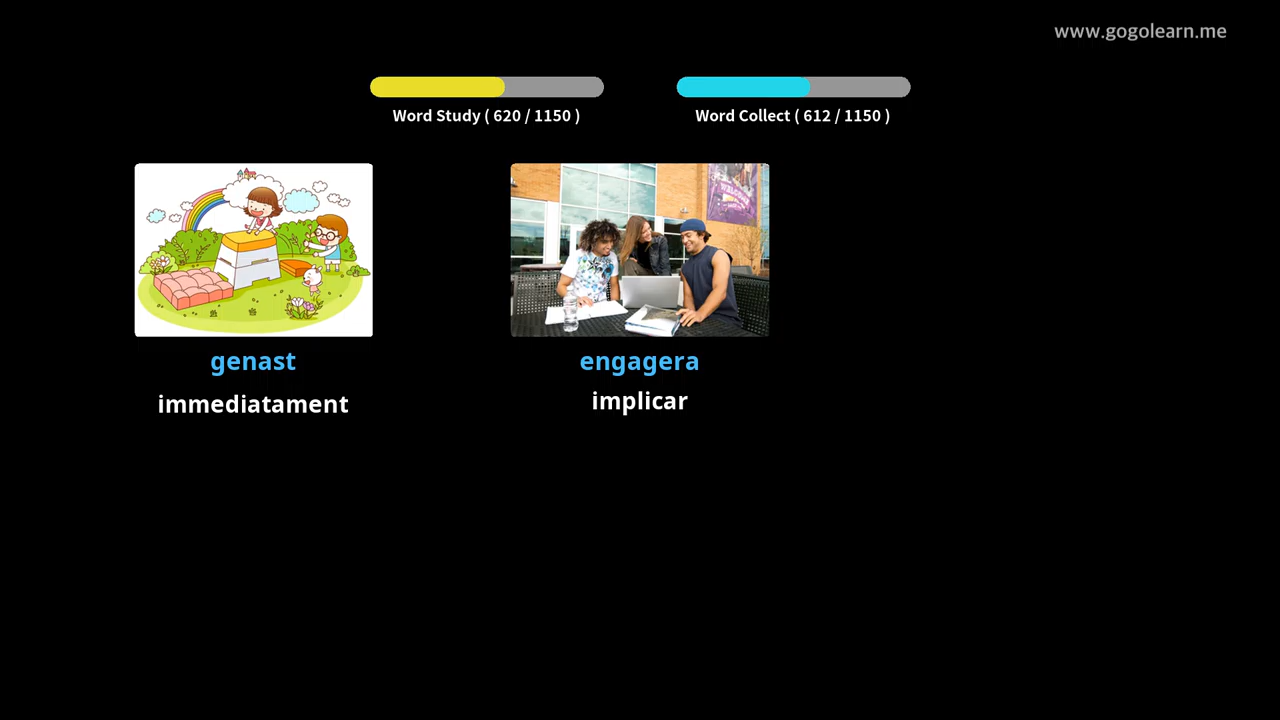 www.gogolearn.me
Word Study ( 620 / 1150 )
Word Collect ( 612 / 1150 )
genast
immediatament
engagera
implicar